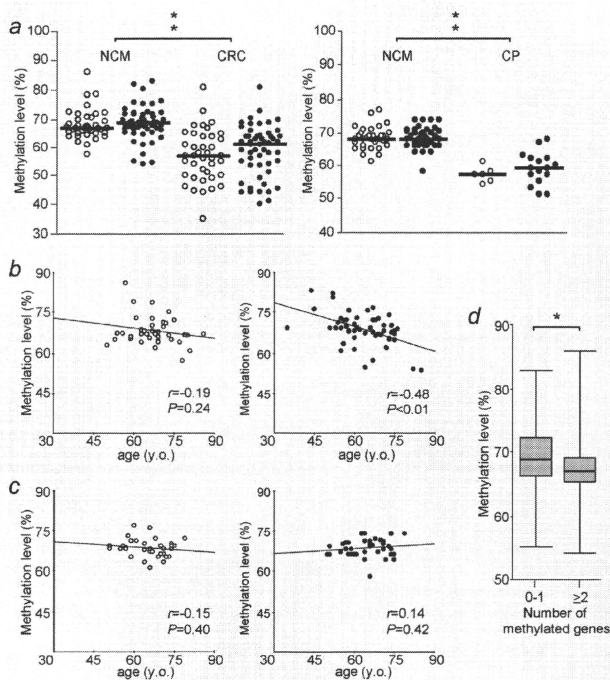 a
* *
* *
Methylation level (%)
100
90
80
70
60
50
40
30
NCM
CRC
Methylation level (%)
100
90
80
70
60
50
40
NCM
CP
b
Methylation level (%)
90
75
60
45
30 45 60 75 90
age (y.o.)
r=-0.19
P=0.24
Methylation level (%)
90
75
60
45
30 45 60 75 90
age (y.o.)
r=-0.48
P<0.01
c
Methylation level (%)
90
75
60
45
30 45 60 75 90
age (y.o.)
r=-0.15
P=0.40
Methylation level (%)
90
75
60
45
30 45 60 75 90
age (y.o.)
r=0.14
P=0.42
d
*
Methylation level (%)
90
80
70
60
50
0-1 ≥2
Number of
methylated genes